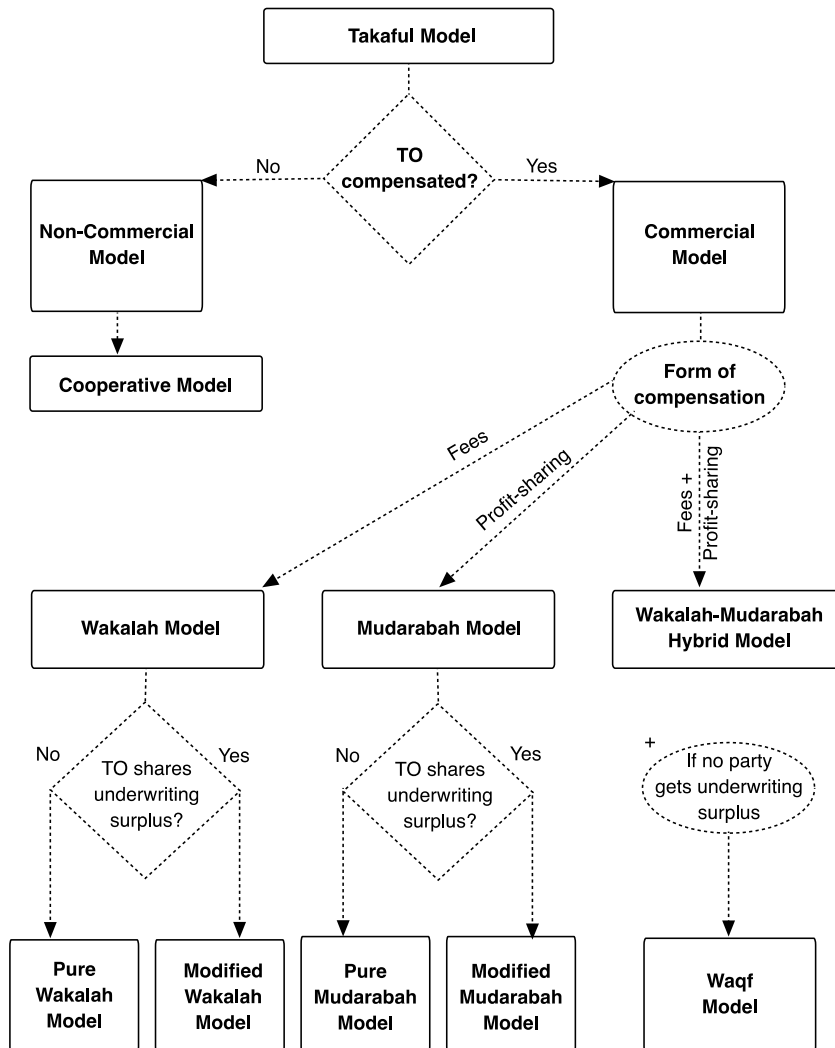 Takaful Model
TO
compensated?
No
Yes
Non-Commercial
Model
Commercial
Model
Cooperative Model
Form of
compensation
Fees
Profit-sharing
Fees +
Profit-sharing
Wakalah Model
Mudarabah Model
Wakalah-Mudarabah
Hybrid Model
No
Yes
TO shares
underwriting
surplus?
No
Yes
TO shares
underwriting
surplus?
+
If no party
gets underwriting
surplus
Pure
Wakalah
Model
Modified
Wakalah
Model
Pure
Mudarabah
Model
Modified
Mudarabah
Model
Waqf
Model